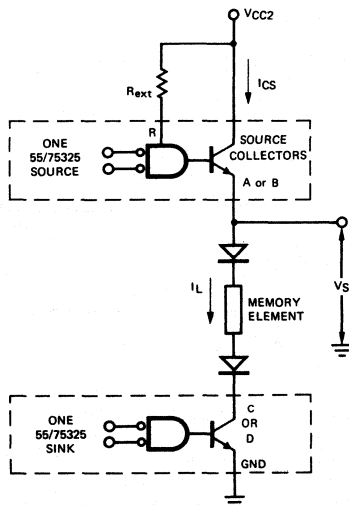 VCC2
ICS
Rext
R
ONE
55/75325
SOURCE
SOURCE
COLLECTORS
A or B
IL
MEMORY
ELEMENT
VS
ONE
55/75325
SINK
C
OR
D
GND